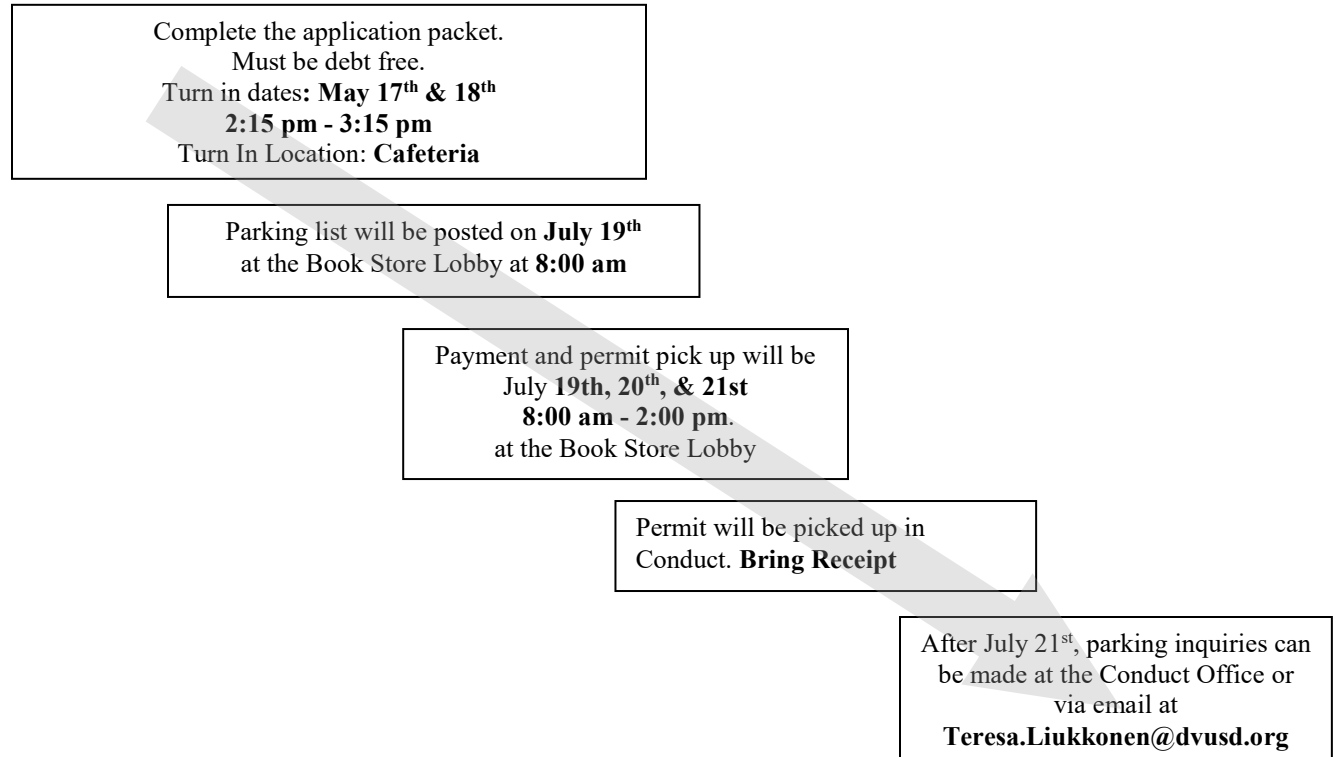 Complete the application packet.
Must be debt free.
Turn in dates: May 17th & 18th
2:15 pm - 3:15 pm
Turn In Location: Cafeteria
Parking list will be posted on July 19th
at the Book Store Lobby at 8:00 am
Payment and permit pick up will be
July 19th, 20th, & 21st
8:00 am - 2:00 pm.
at the Book Store Lobby
Permit will be picked up in
Conduct. Bring Receipt
After July 21st, parking inquiries can
be made at the Conduct Office or
via email at
Teresa.Liukkonen@dvusd.org